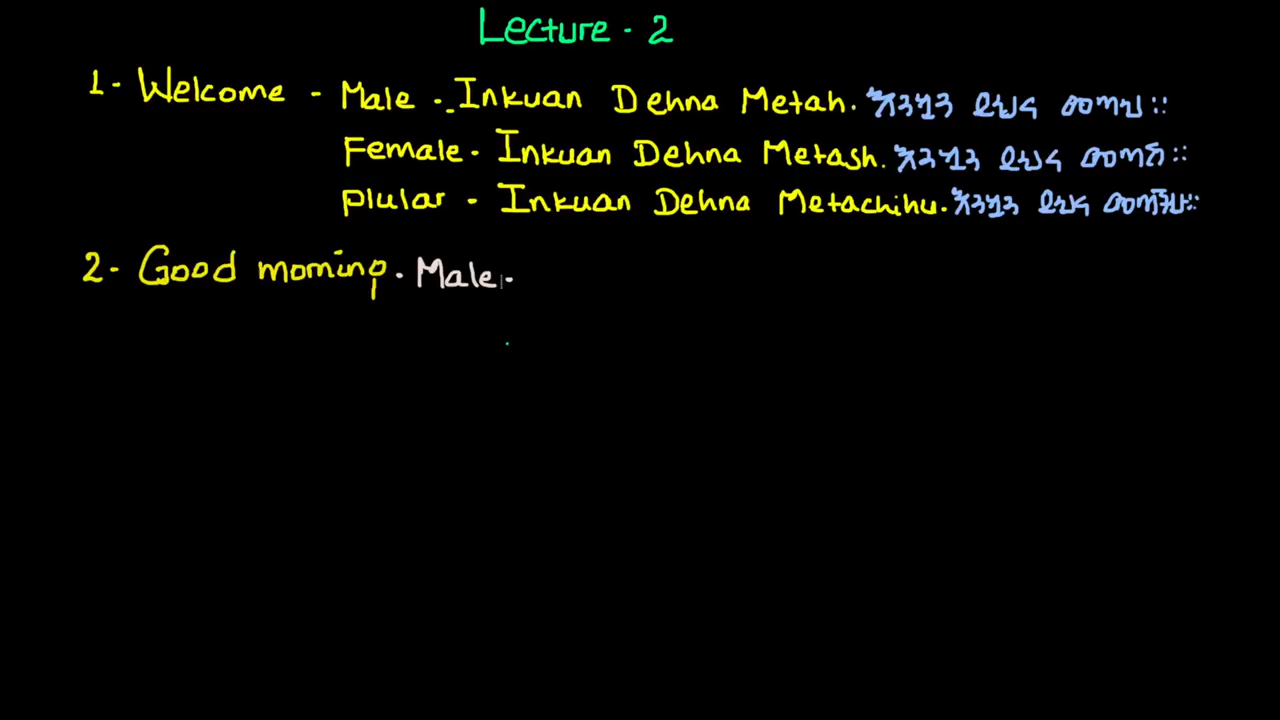 Lecture - 2
1- Welcome - Male - Inkuan Dehna Metah. እንኳን ደህና መጣህ ።
Female - Inkuan Dehna Metash. እንኳን ደህና መጣሽ ።
Plular - Inkuan Dehna Metachihu. እንኳን ደህና መጣችሁ።
2- Good morning. Male -